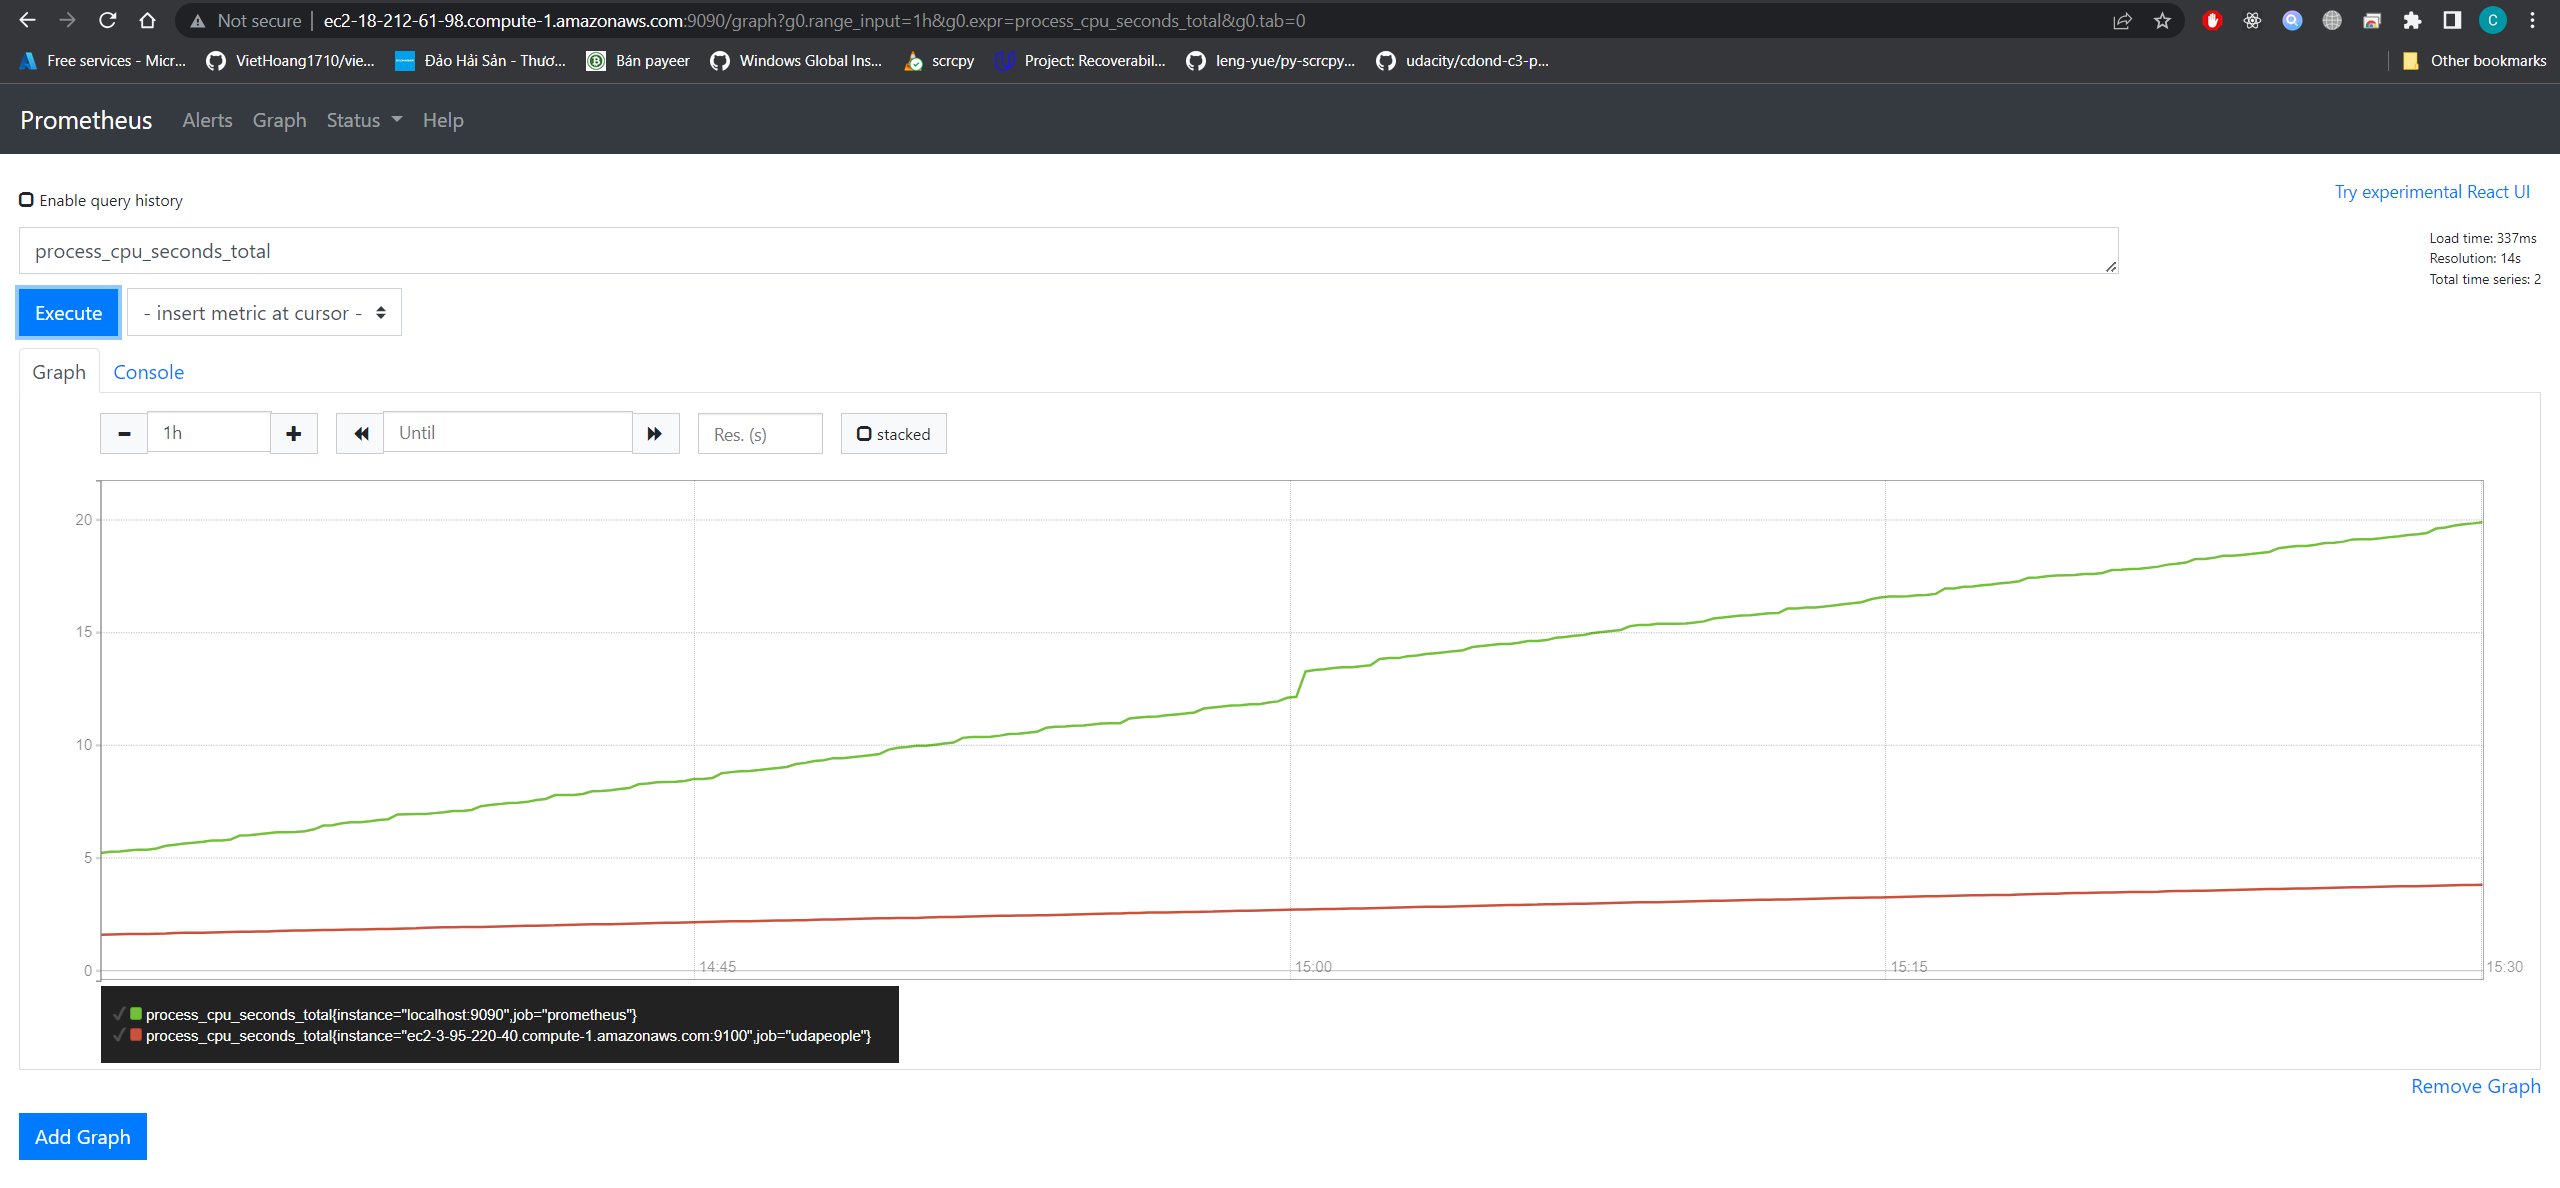 Not secure | ec2-18-212-61-98.compute-1.amazonaws.com:9090/graph?g0.range_input=1h&g0.expr=process_cpu_seconds_total&g0.tab=0
C
Free services - Micr... VietHoang1710/vie... Đảo Hải Sản - Thươ... Bán payeer Windows Global Ins... scrcpy Project: Recoverabil... leng-yue/py-scrcpy... udacity/cdond-c3-p... Other bookmarks
Prometheus Alerts Graph Status Help
Enable query history
Try experimental React UI
process_cpu_seconds_total
Load time: 337ms
Resolution: 14s
Total time series: 2
Execute - insert metric at cursor -
Graph Console
1h Until Res. (s) stacked
20
15
10
5
0
14:45 15:00 15:15 15:30
process_cpu_seconds_total{instance="localhost:9090",job="prometheus"}
process_cpu_seconds_total{instance="ec2-3-95-220-40.compute-1.amazonaws.com:9100",job="udapeople"}
Remove Graph
Add Graph